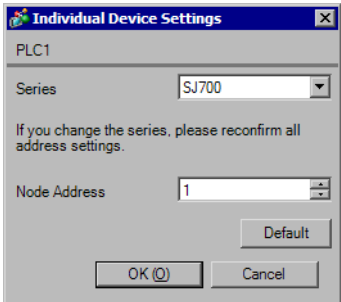 Individual Device Settings
PLC1
Series
SJ700
If you change the series, please reconfirm all
address settings.
Node Address
1
Default
OK (O)
Cancel